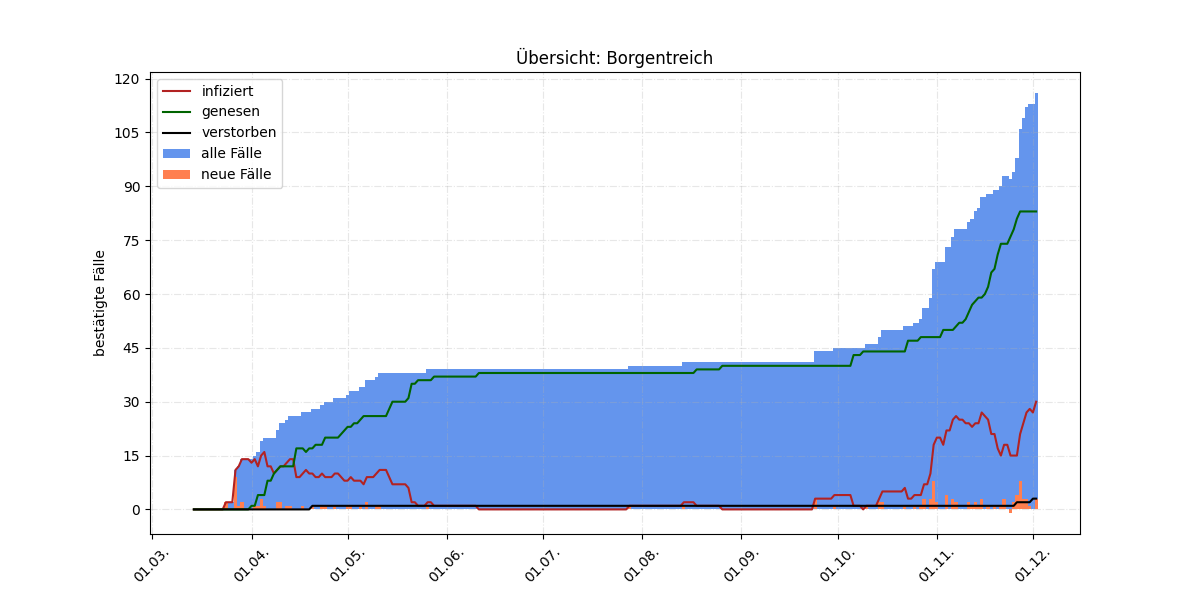 Übersicht: Borgentreich
bestätigte Fälle
120
105
90
75
60
45
30
15
0
infiziert
genesen
verstorben
alle Fälle
neue Fälle
01.03.
01.04.
01.05.
01.06.
01.07.
01.08.
01.09.
01.10.
01.11.
01.12.